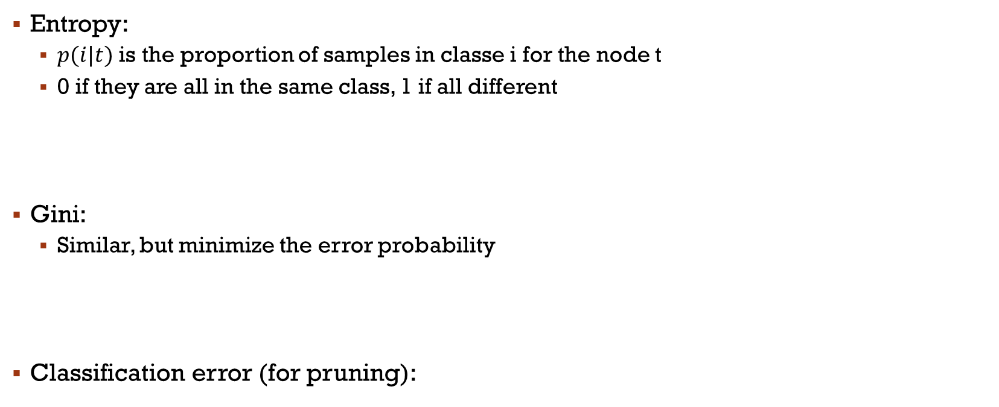 ▪ Entropy:
▪ p(i|t) is the proportion of samples in classe i for the node t
▪ 0 if they are all in the same class, 1 if all different
▪ Gini:
▪ Similar, but minimize the error probability
▪ Classification error (for pruning):